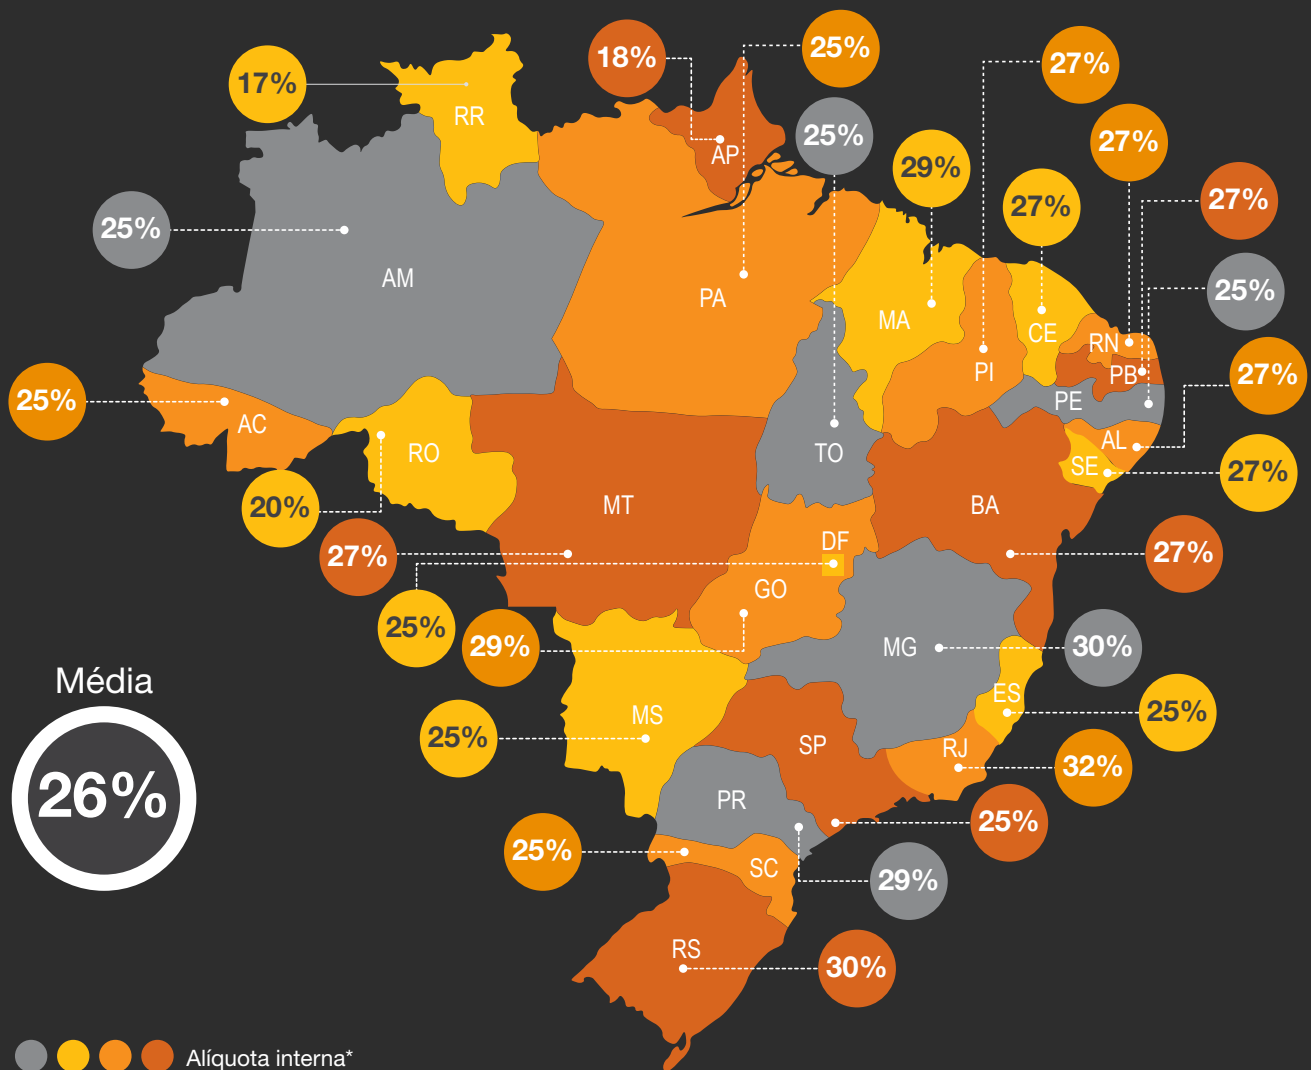 25%
18%
27%
17%
25%
27%
RR
AP
29%
27%
27%
25%
AM
25%
PA
MA
CE
RN
PI
PB
27%
25%
PE
AC
AL
RO
TO
SE
27%
20%
MT
BA
DF
27%
27%
GO
25%
29%
MG
30%
Média
ES
MS
25%
25%
SP
RJ
32%
26%
PR
25%
25%
SC
29%
RS
30%
Alíquota interna*